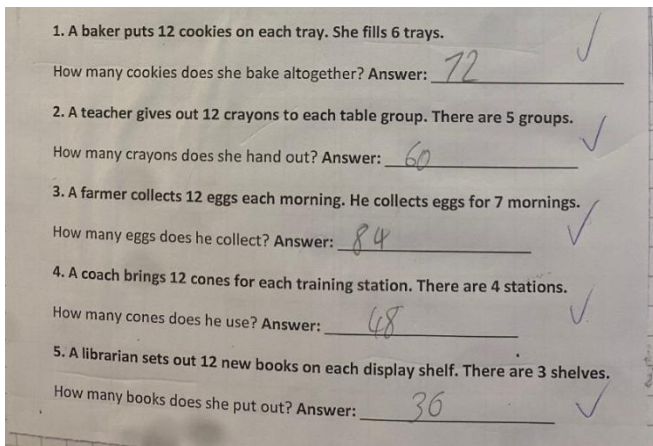 1. A baker puts 12 cookies on each tray. She fills 6 trays.
How many cookies does she bake altogether? Answer: 72
2. A teacher gives out 12 crayons to each table group. There are 5 groups.
How many crayons does she hand out? Answer: 60
3. A farmer collects 12 eggs each morning. He collects eggs for 7 mornings.
How many eggs does he collect? Answer: 84
4. A coach brings 12 cones for each training station. There are 4 stations.
How many cones does he use? Answer: 48
5. A librarian sets out 12 new books on each display shelf. There are 3 shelves.
How many books does she put out? Answer: 36